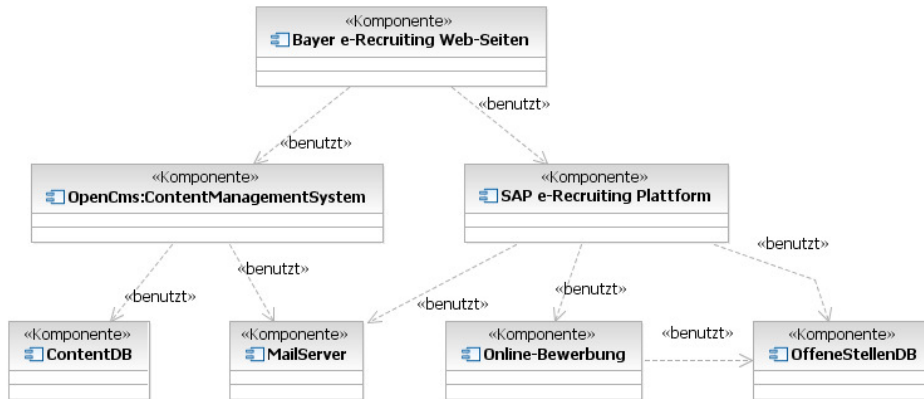 «Komponente»
Bayer e-Recruiting Web-Seiten
«benutzt»
«benutzt»
«Komponente»
OpenCms:ContentManagementSystem
«Komponente»
SAP e-Recruiting Plattform
«benutzt»
«benutzt»
«benutzt»
«benutzt»
«benutzt»
«Komponente»
ContentDB
«Komponente»
MailServer
«Komponente»
Online-Bewerbung
«benutzt»
«Komponente»
OffeneStellenDB